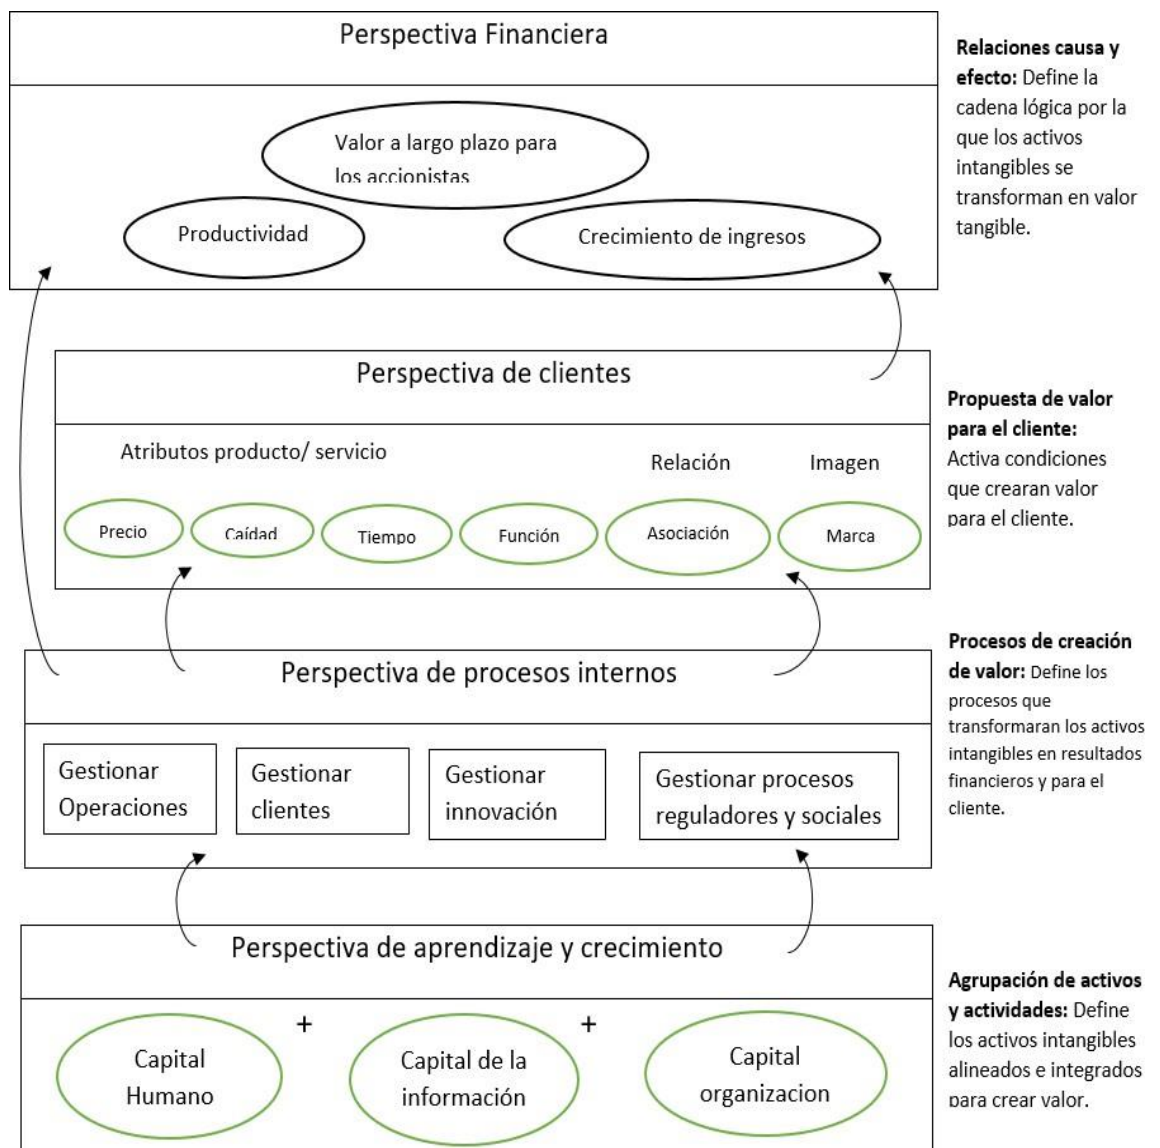 Perspectiva Financiera
Valor a largo plazo para
los accionistas
Productividad
Crecimiento de ingresos
Relaciones causa y
efecto: Define la
cadena lógica por la
que los activos
intangibles se
transforman en valor
tangible.
Perspectiva de clientes
Atributos producto/ servicio
Relación
Imagen
Precio
Caídad
Tiempo
Función
Asociación
Marca
Propuesta de valor
para el cliente:
Activa condiciones
que crearan valor
para el cliente.
Perspectiva de procesos internos
Gestionar
Operaciones
Gestionar
clientes
Gestionar
innovación
Gestionar procesos
reguladores y sociales
Procesos de creación
de valor: Define los
procesos que
transformaran los activos
intangibles en resultados
financieros y para el
cliente.
Perspectiva de aprendizaje y crecimiento
Capital
Humano
+
Capital de la
información
+
Capital
organizacion
Agrupación de activos
y actividades: Define
los activos intangibles
alineados e integrados
para crear valor.